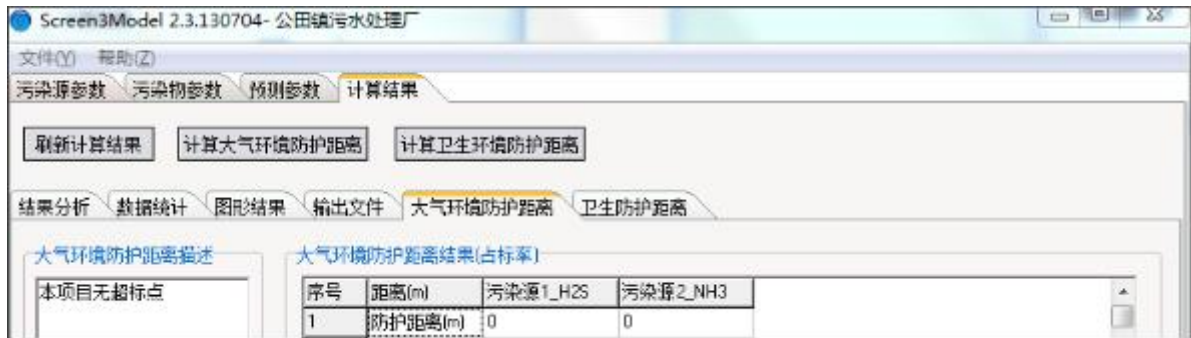 Screen3Model 2.3.130704- 公田镇污水处理厂
文件(Y) 帮助(Z)
污染源参数 污染物参数 预测参数 计算结果
刷新计算结果 计算大气环境防护距离 计算卫生环境防护距离
结果分析 数据统计 图形结果 输出文件 大气环境防护距离 卫生防护距离
大气环境防护距离描述 大气环境防护距离结果(占标率)
本项目无超标点 序号 距离(m) 污染源1_H2S 污染源2_NH3
1 防护距离(m) 0 0